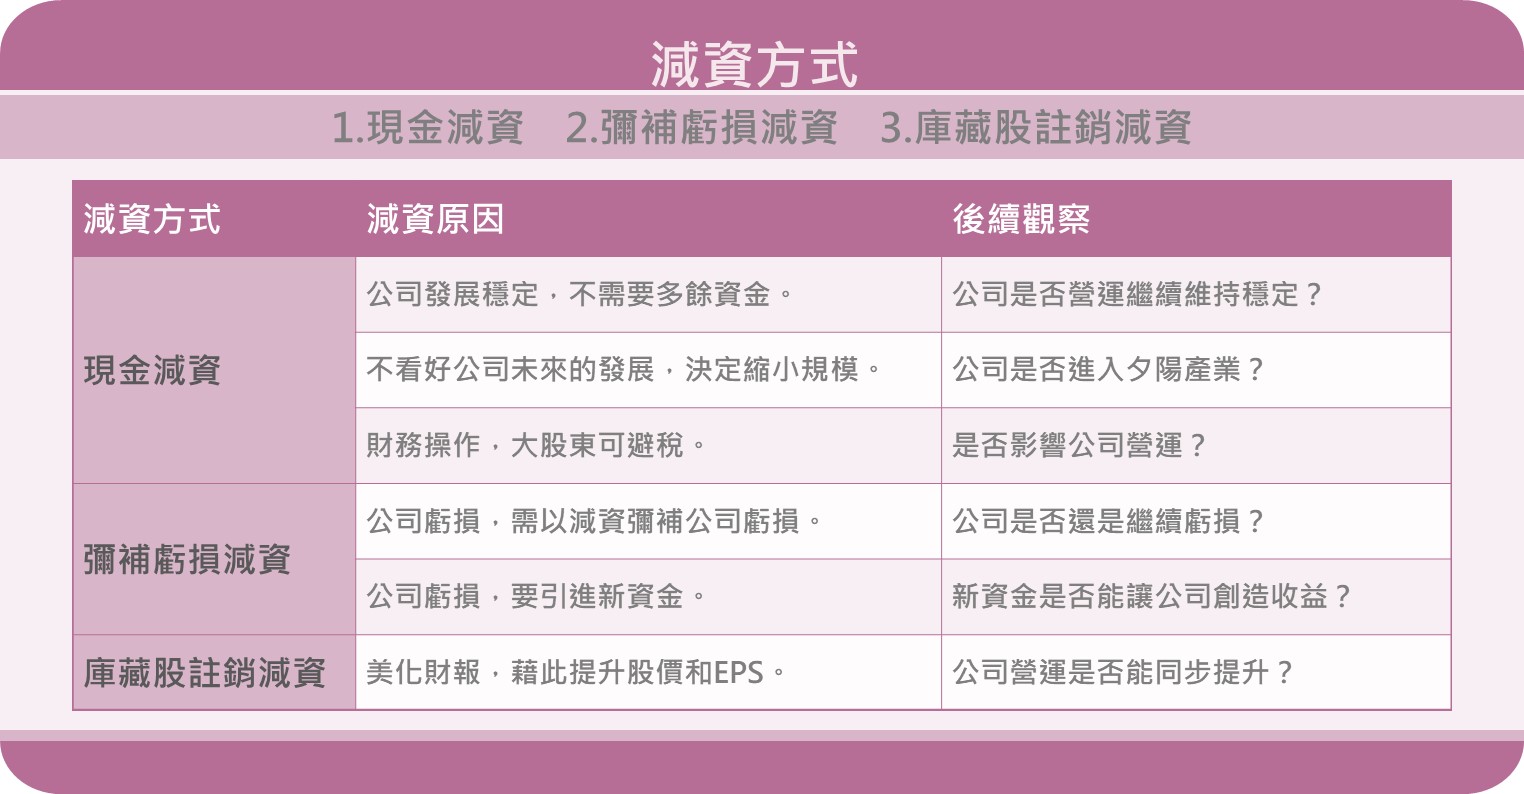 減資方式
1.現金減資 2.彌補虧損減資 3.庫藏股註銷減資
減資方式 減資原因 後續觀察
現金減資
公司發展穩定，不需要多餘資金。 公司是否營運繼續維持穩定？
不看好公司未來的發展，決定縮小規模。 公司是否進入夕陽產業？
財務操作，大股東可避稅。 是否影響公司營運？
彌補虧損減資
公司虧損，需以減資彌補公司虧損。 公司是否還是繼續虧損？
公司虧損，要引進新資金。 新資金是否能讓公司創造收益？
庫藏股註銷減資 美化財報，藉此提升股價和EPS。 公司營運是否能同步提升？